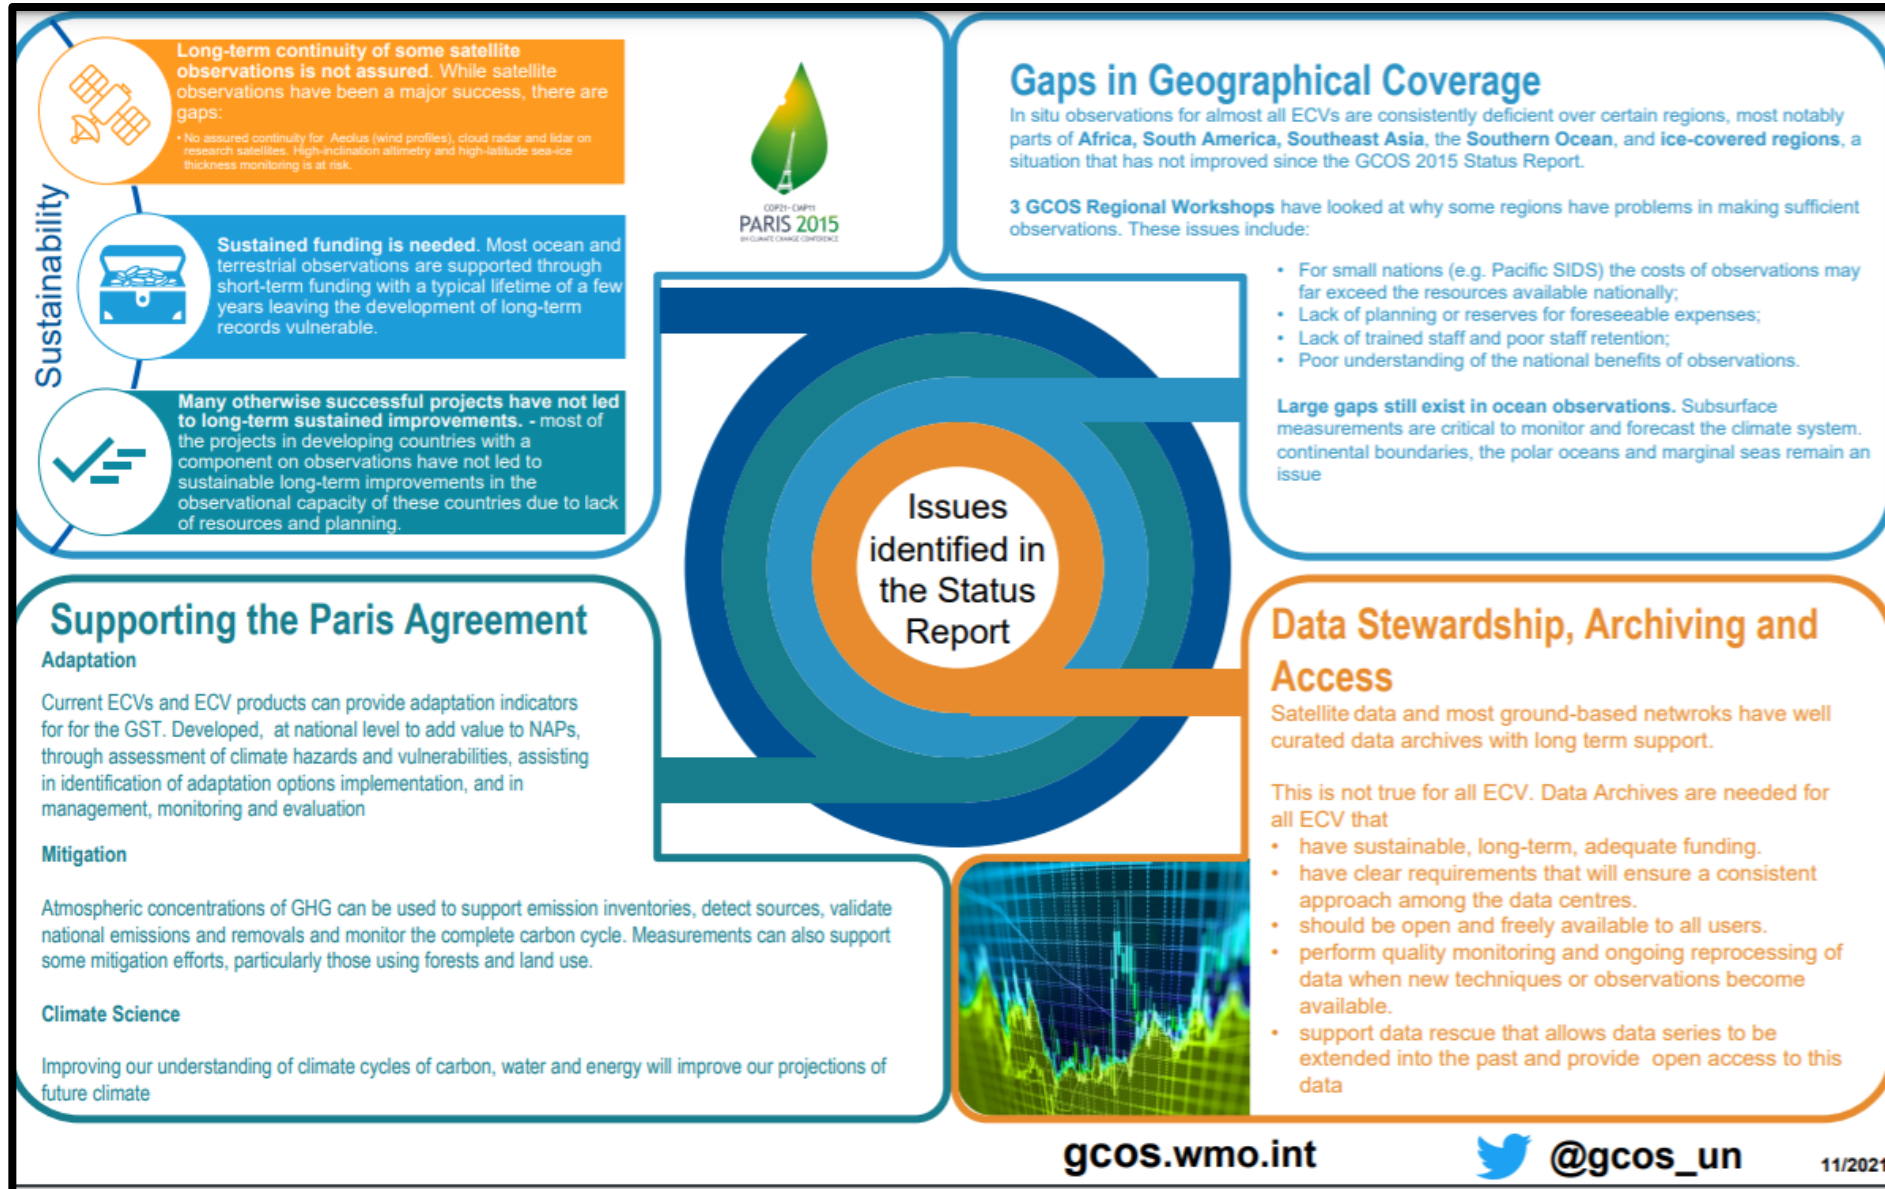 Sustainability
Long-term continuity of some satellite
observations is not assured. While satellite
observations have been a major success, there are
gaps:
• No assured continuity for Aeolus (wind profiles), cloud radar and lidar on
research satellites. High-inclination altimetry and high-latitude sea-ice
thickness monitoring is at risk.
Sustained funding is needed. Most ocean and
terrestrial observations are supported through
short-term funding with a typical lifetime of a few
years leaving the development of long-term
records vulnerable.
Many otherwise successful projects have not led
to long-term sustained improvements. - most of
the projects in developing countries with a
component on observations have not led to
sustainable long-term improvements in the
observational capacity of these countries due to lack
of resources and planning.
COP21-CMP11
PARIS 2015
UN CLIMATE CHANGE CONFERENCE
Gaps in Geographical Coverage
In situ observations for almost all ECVs are consistently deficient over certain regions, most notably
parts of Africa, South America, Southeast Asia, the Southern Ocean, and ice-covered regions, a
situation that has not improved since the GCOS 2015 Status Report.
3 GCOS Regional Workshops have looked at why some regions have problems in making sufficient
observations. These issues include:
• For small nations (e.g. Pacific SIDS) the costs of observations may
far exceed the resources available nationally;
• Lack of planning or reserves for foreseeable expenses;
• Lack of trained staff and poor staff retention;
• Poor understanding of the national benefits of observations.
Large gaps still exist in ocean observations. Subsurface
measurements are critical to monitor and forecast the climate system.
continental boundaries, the polar oceans and marginal seas remain an
issue
Issues
identified in
the Status
Report
Supporting the Paris Agreement
Adaptation
Current ECVs and ECV products can provide adaptation indicators
for for the GST. Developed, at national level to add value to NAPs,
through assessment of climate hazards and vulnerabilities, assisting
in identification of adaptation options implementation, and in
management, monitoring and evaluation
Mitigation
Atmospheric concentrations of GHG can be used to support emission inventories, detect sources, validate
national emissions and removals and monitor the complete carbon cycle. Measurements can also support
some mitigation efforts, particularly those using forests and land use.
Climate Science
Improving our understanding of climate cycles of carbon, water and energy will improve our projections of
future climate
Data Stewardship, Archiving and
Access
Satellite data and most ground-based netwroks have well
curated data archives with long term support.
This is not true for all ECV. Data Archives are needed for
all ECV that
• have sustainable, long-term, adequate funding.
• have clear requirements that will ensure a consistent
approach among the data centres.
• should be open and freely available to all users.
• perform quality monitoring and ongoing reprocessing of
data when new techniques or observations become
available.
• support data rescue that allows data series to be
extended into the past and provide open access to this
data
gcos.wmo.int
@gcos_un
11/2021